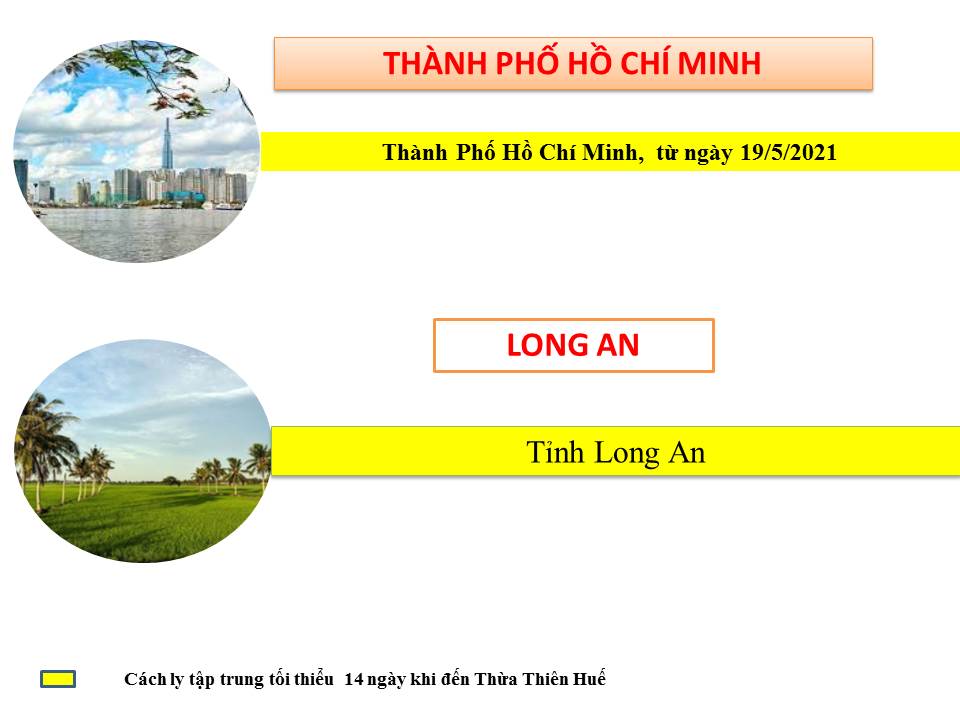 THÀNH PHỐ HỒ CHÍ MINH
Thành Phố Hồ Chí Minh, từ ngày 19/5/2021
LONG AN
Tỉnh Long An
Cách ly tập trung tối thiểu 14 ngày khi đến Thừa Thiên Huế